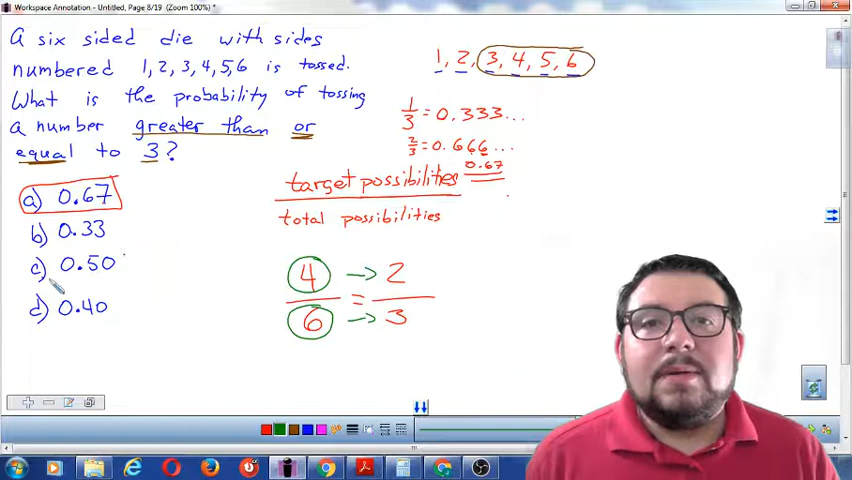 Workspace Annotation - Untitled, Page 8/19 (Zoom 100%) *
A six sided die with sides
numbered 1,2,3,4,5,6 is tossed.
What is the probability of tossing
a number greater than or
equal to 3?
a) 0.67
b) 0.33
c) 0.50
d) 0.40
1, 2, 3, 4, 5, 6
1/3 = 0.333...
2/3 = 0.666...
0.67
target possibilities
total possibilities
4 → 2
=
6 → 3